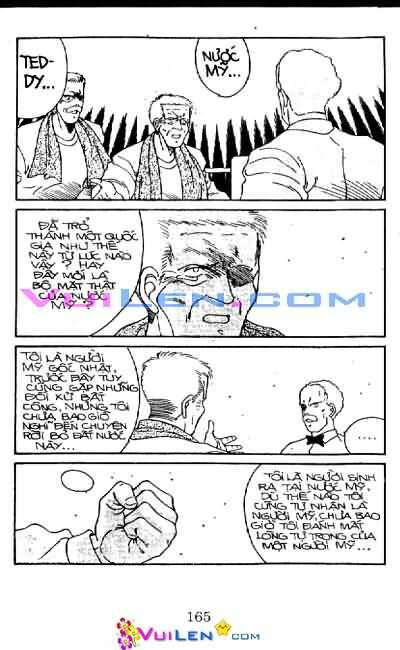 TED-
DY...
NƯỚC
MỸ...
ĐÃ TRỞ
THÀNH MỘT QUỐC
GIA NHƯ THẾ
NÀY TỪ LÚC NÀO
VẬY ? HAY
ĐÂY MỚI LÀ
BỘ MẶT THẬT
CỦA NƯỚC
MỸ ?
VUILEN.COM
TÔI LÀ NGƯỜI
MỸ GỐC NHẬT,
TRƯỚC ĐÂY TUY
CŨNG GẶP NHỮNG
ĐỐI XỬ BẤT
CÔNG, NHƯNG TÔI
CHƯA BAO GIỜ
NGHĨ ĐẾN CHUYỆN
RỜI BỎ ĐẤT NƯỚC
NÀY...
....
TÔI LÀ NGƯỜI SINH
RA TẠI NƯỚC MỸ,
DÙ THẾ NÀO TÔI
CŨNG TỰ NHẬN LÀ
NGƯỜI MỸ, CHƯA BAO
GIỜ TÔI ĐÁNH MẤT
LÒNG TỰ TRỌNG CỦA
MỘT NGƯỜI MỸ...
165
VUILEN.COM